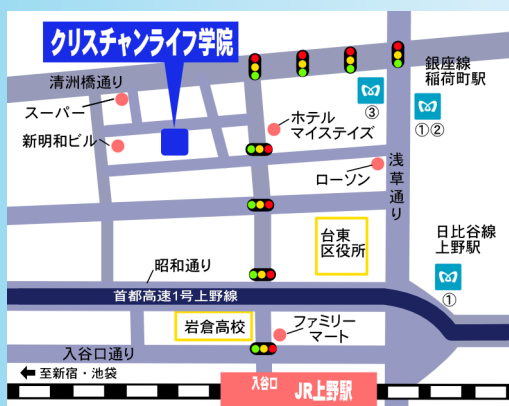 クリスチャンライフ学院
清洲橋通り
スーパー
新明和ビル
ホテル
マイステイズ
③
銀座線
稲荷町駅
①②
ローソン
浅草通り
台東
区役所
日比谷線
上野駅
①
昭和通り
首都高速1号上野線
岩倉高校
ファミリー
マート
入谷口通り
← 至新宿・池袋
入谷口
JR上野駅